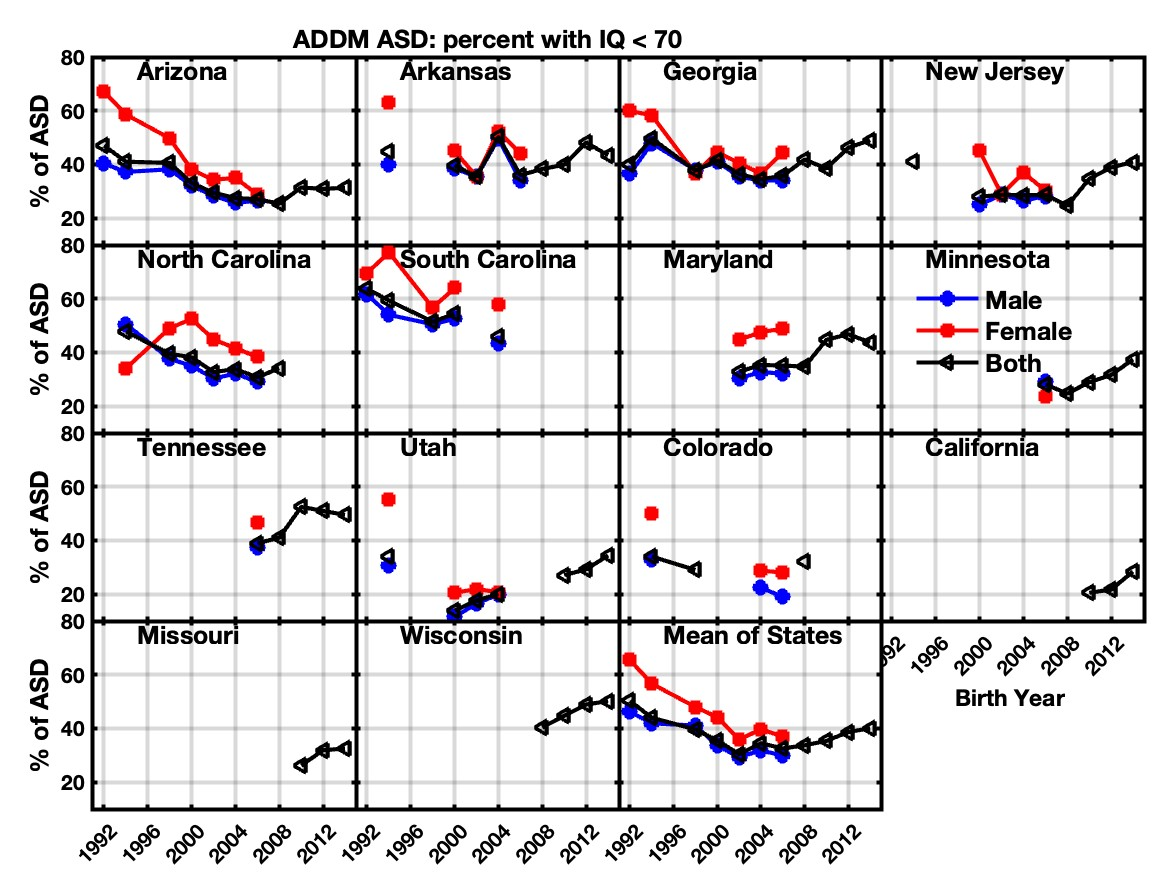 ADDM ASD: percent with IQ < 70
80
Arizona
Arkansas
Georgia
New Jersey
60
40
20
% of ASD
80
North Carolina
South Carolina
Maryland
Minnesota
60
40
20
% of ASD
Male
Female
Both
80
Tennessee
Utah
Colorado
California
60
40
20
% of ASD
80
Missouri
Wisconsin
Mean of States
60
40
20
% of ASD
92 1996 2000 2004 2008 2012
Birth Year
1992 1996 2000 2004 2008 2012
1992 1996 2000 2004 2008 2012
1992 1996 2000 2004 2008 2012